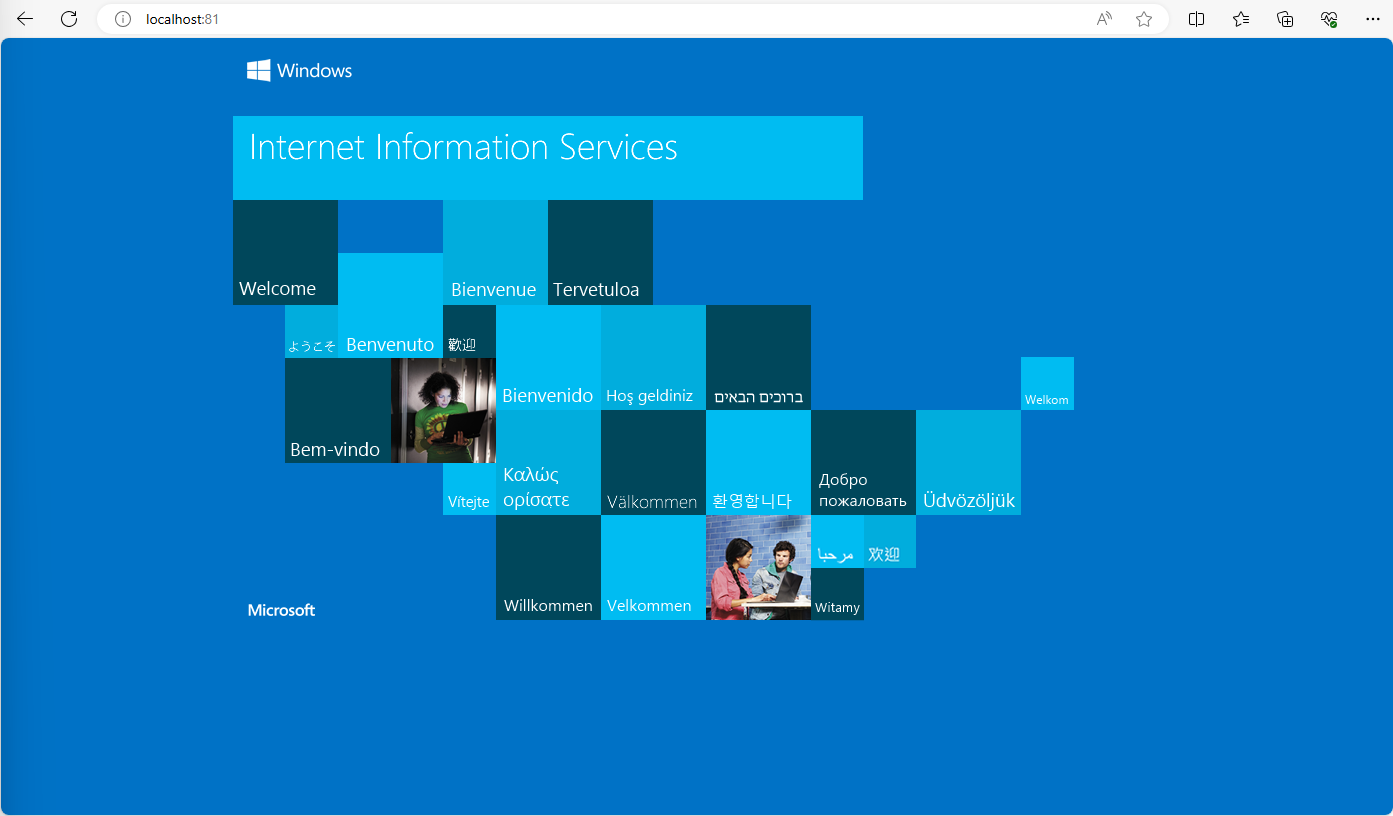 localhost:81
Windows
Internet Information Services
Welcome
Bienvenue
Tervetuloa
ようこそ
Benvenuto
歡迎
Bienvenido
Hoş geldiniz
ברוכים הבאים
Welkom
Bem-vindo
Vítejte
Καλώς
ορίσατε
Välkommen
환영합니다
Добро
пожаловать
Üdvözöljük
Willkommen
Velkommen
مرحبا
欢迎
Witamy
Microsoft